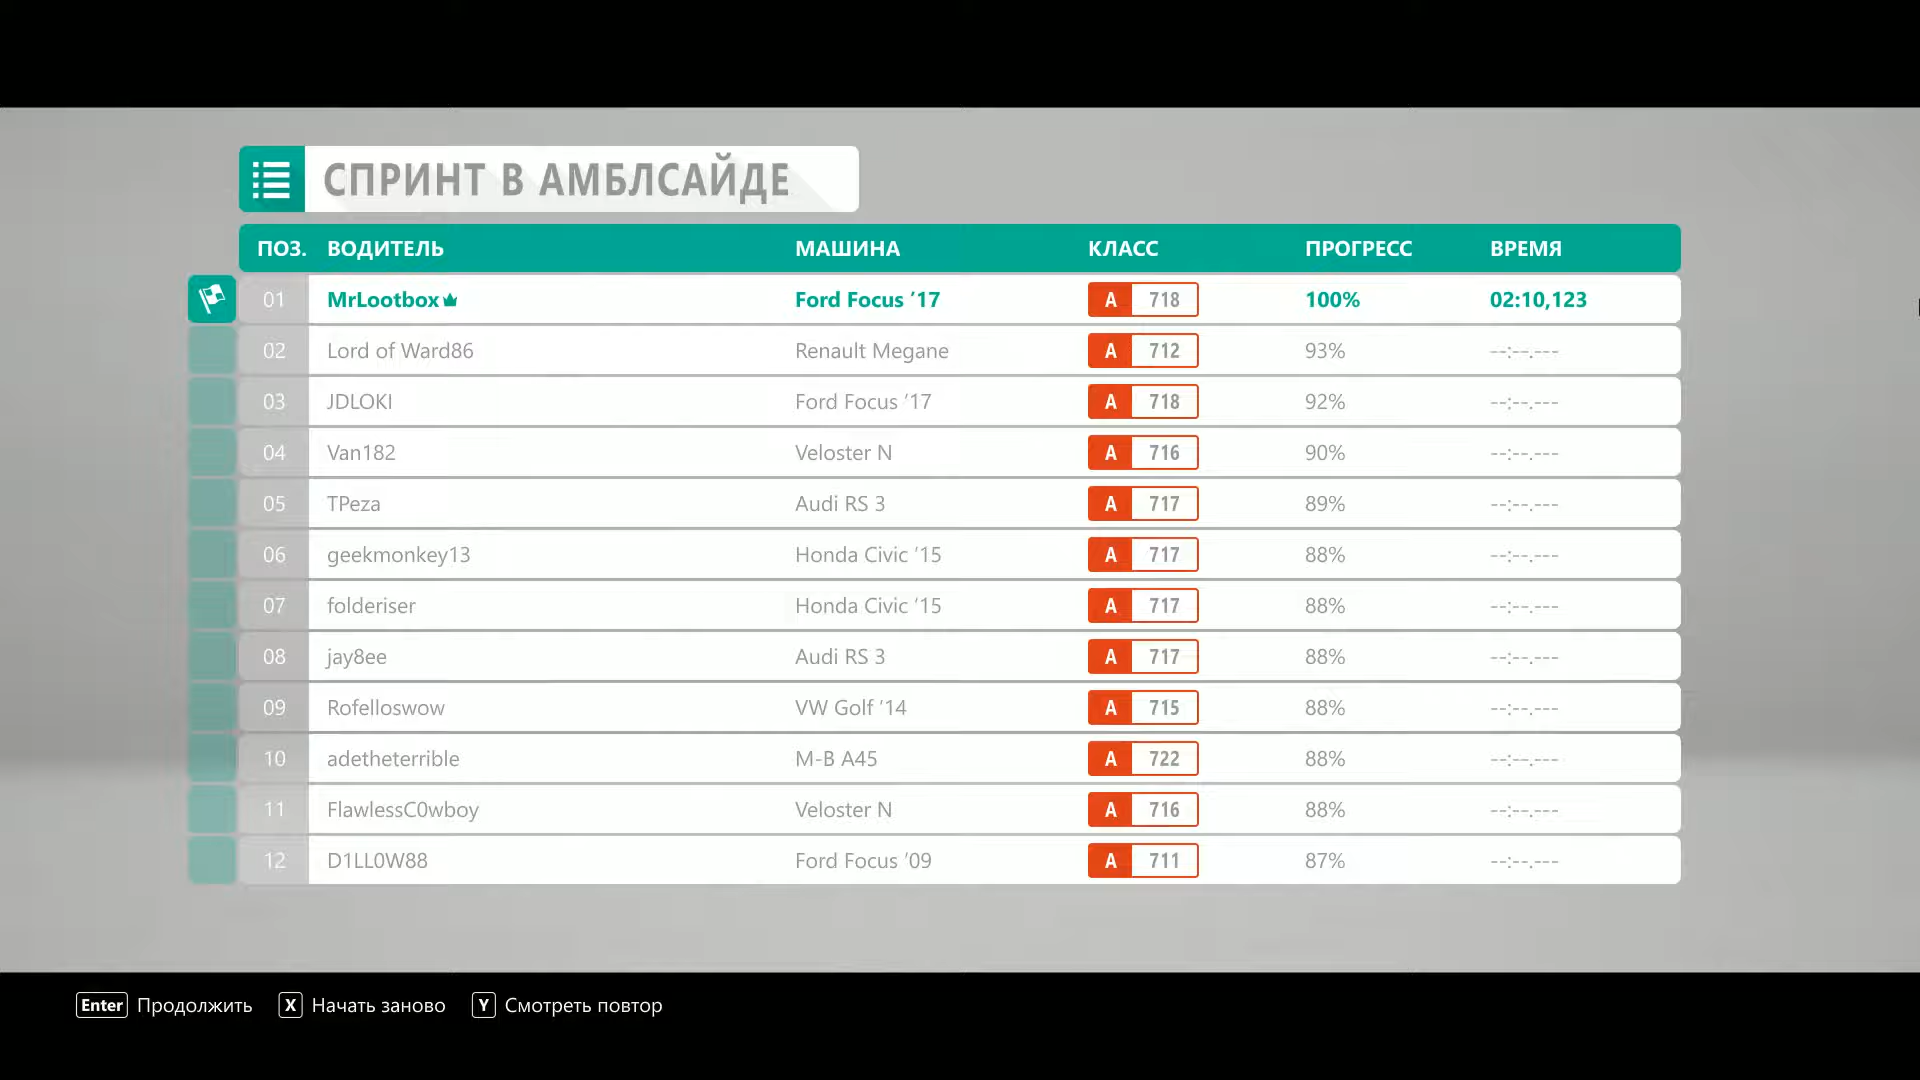 СПРИНТ В АМБЛСАЙДЕ
ПОЗ. ВОДИТЕЛЬ МАШИНА КЛАСС ПРОГРЕСС ВРЕМЯ
01 MrLootbox Ford Focus ’17 A 718 100% 02:10,123
02 Lord of Ward86 Renault Megane A 712 93% --:--.---
03 JDLOKI Ford Focus ’17 A 718 92% --:--.---
04 Van182 Veloster N A 716 90% --:--.---
05 TPeza Audi RS 3 A 717 89% --:--.---
06 geekmonkey13 Honda Civic ’15 A 717 88% --:--.---
07 folderiser Honda Civic ’15 A 717 88% --:--.---
08 jay8ee Audi RS 3 A 717 88% --:--.---
09 Rofelloswow VW Golf ’14 A 715 88% --:--.---
10 adetheterrible M-B A45 A 722 88% --:--.---
11 FlawlessC0wboy Veloster N A 716 88% --:--.---
12 D1LL0W88 Ford Focus ’09 A 711 87% --:--.---
Enter Продолжить X Начать заново Y Смотреть повтор